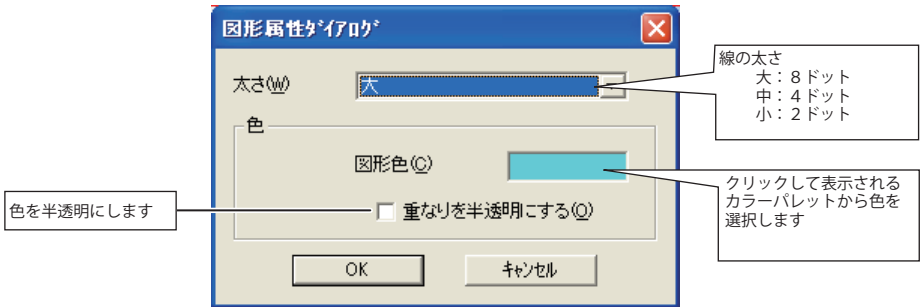 図形属性ダイアログ
太さ(W)
大
線の太さ
大：８ドット
中：４ドット
小：２ドット
色
図形色(C)
クリックして表示される
カラーパレットから色を
選択します
色を半透明にします
重なりを半透明にする(O)
OK
キャンセル